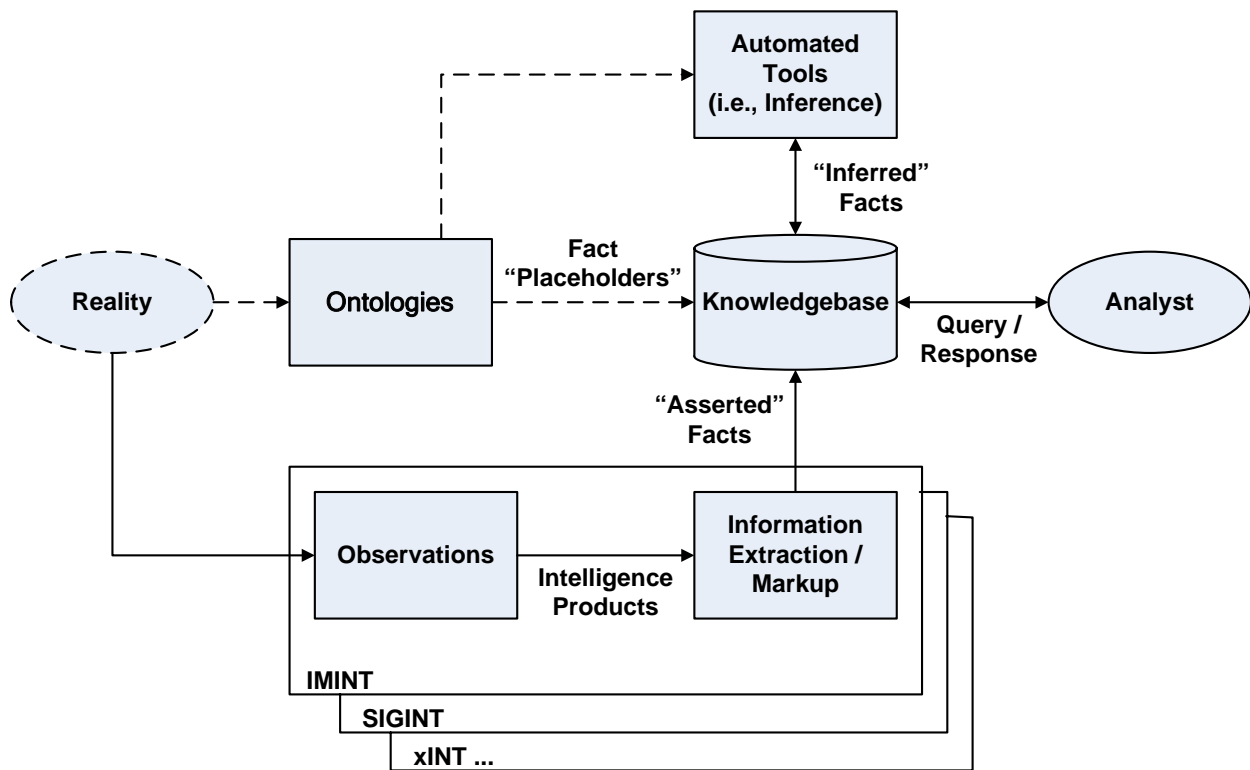 Automated
Tools
(i.e., Inference)
“Inferred”
Facts
Fact
“Placeholders”
Reality
Ontologies
Knowledgebase
Analyst
Query /
Response
“Asserted”
Facts
Observations
Intelligence
Products
Information
Extraction /
Markup
IMINT
SIGINT
xINT ...